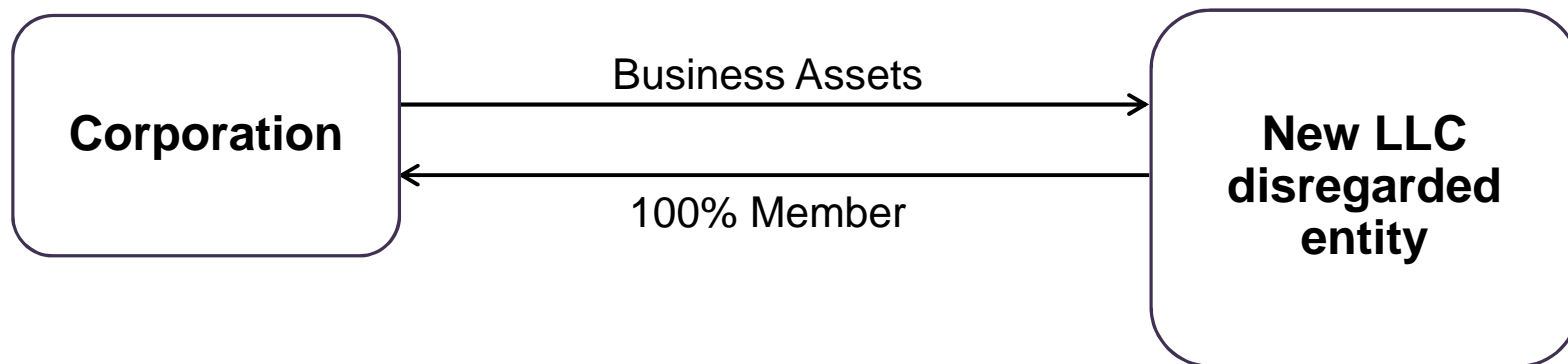 Business Assets
Corporation
100% Member
New LLC
disregarded
entity